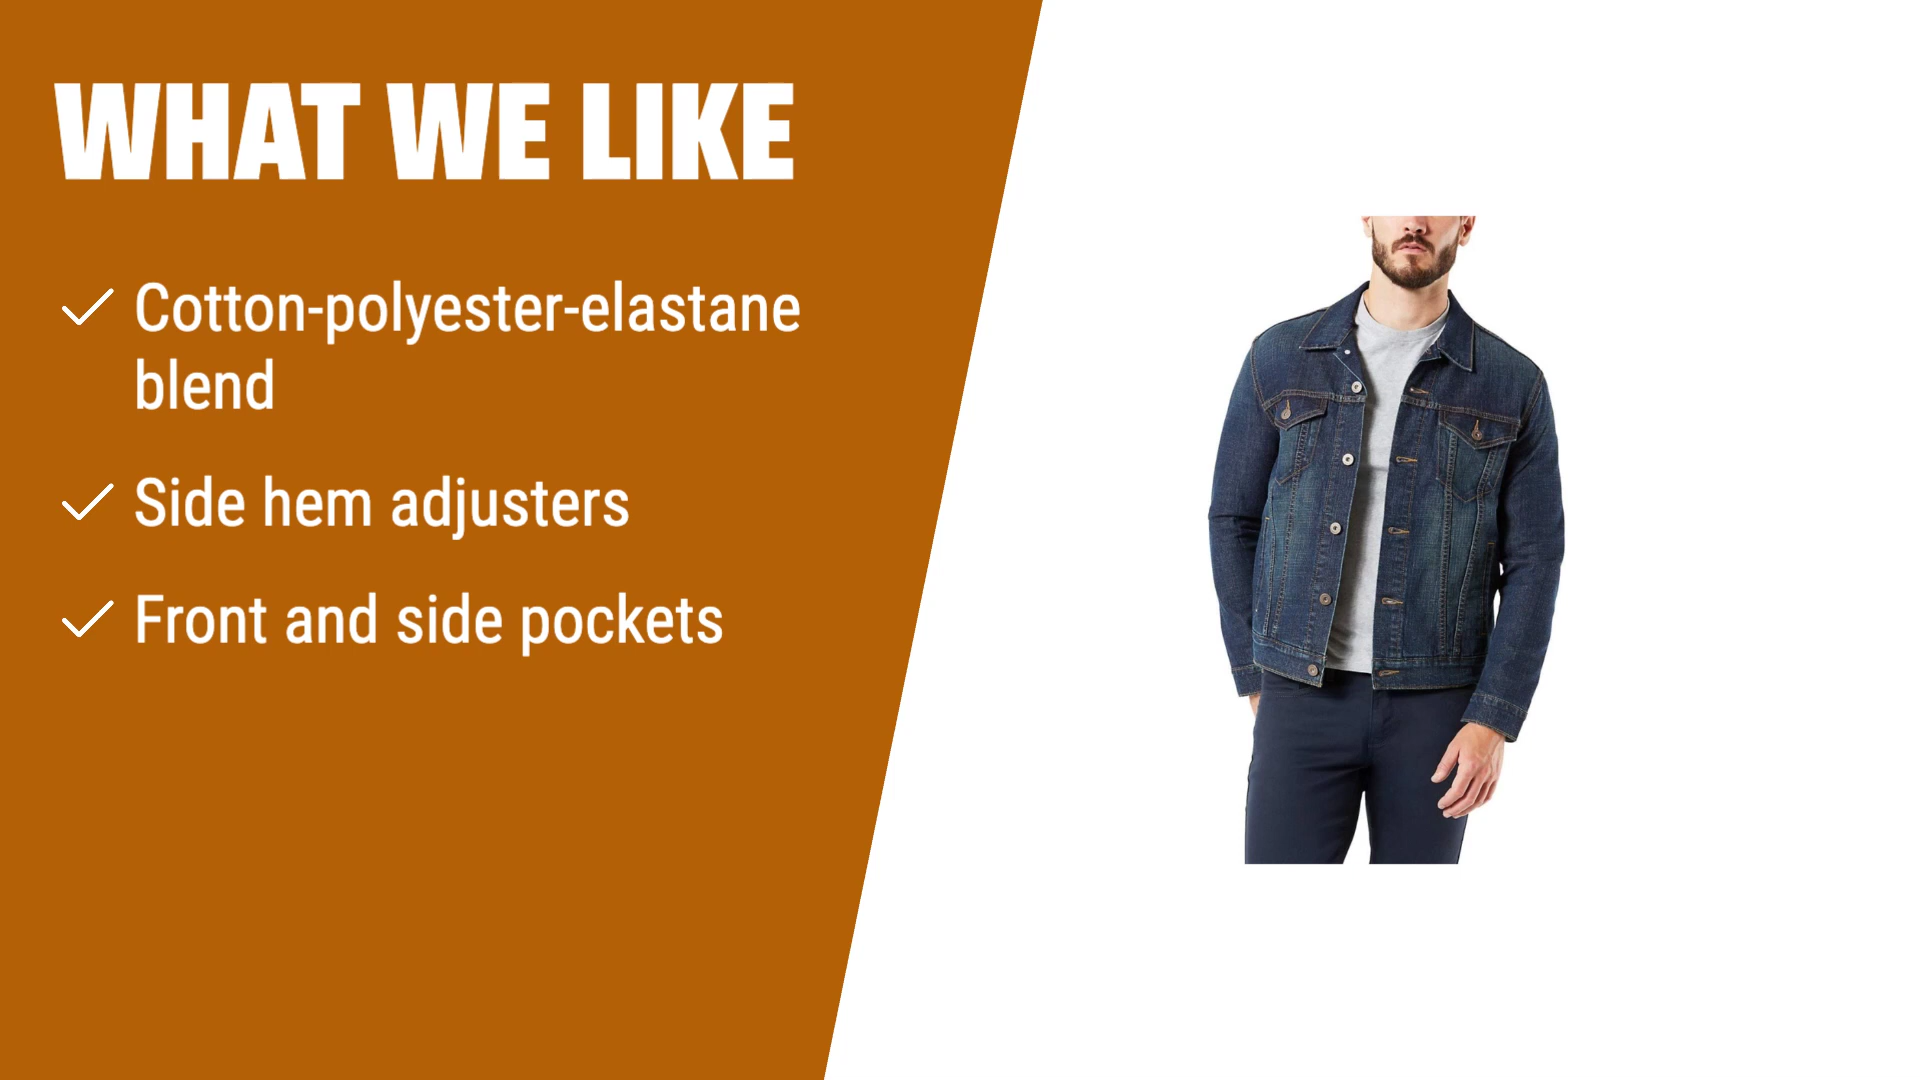 WHAT WE LIKE
Cotton-polyester-elastane
blend
Side hem adjusters
Front and side pockets